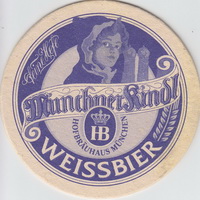 Münchner Kindl
HOFBRÄUHAUS MÜNCHEN
HB
WEISSBIER